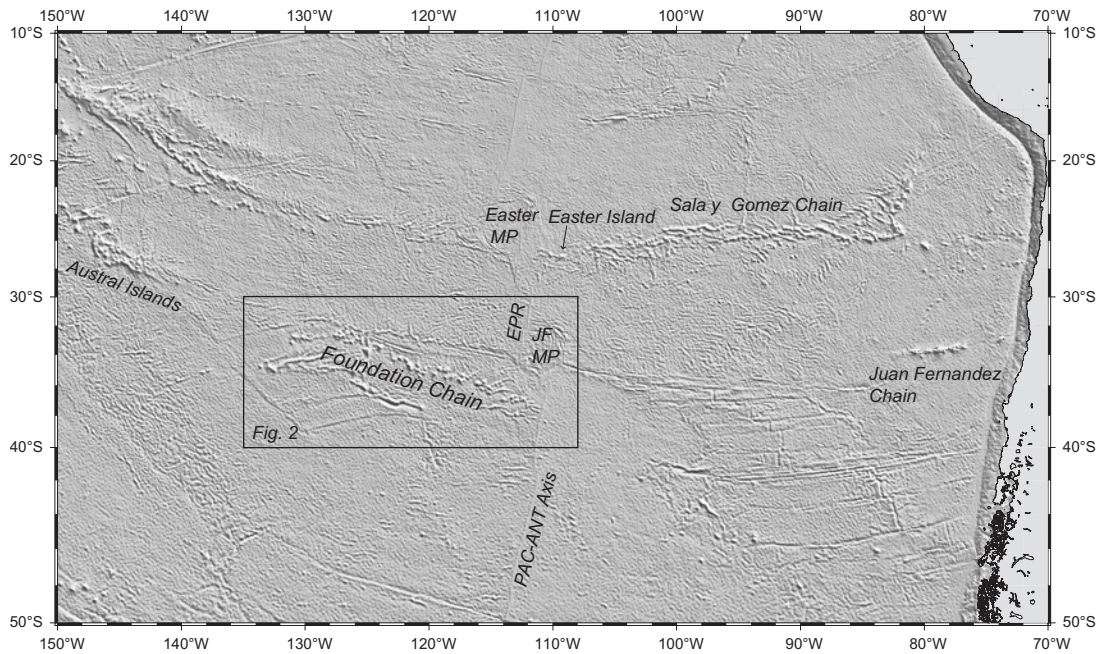 150°W 140°W 130°W 120°W 110°W 100°W 90°W 80°W 70°W
10°S 10°S
20°S 20°S
Sala y Gomez Chain
Easter Easter Island
MP
Austral Islands
30°S 30°S
EPR
JF
MP
Foundation Chain
Juan Fernandez
Chain
Fig. 2
40°S 40°S
PAC-ANT Axis
50°S 50°S
150°W 140°W 130°W 120°W 110°W 100°W 90°W 80°W 70°W